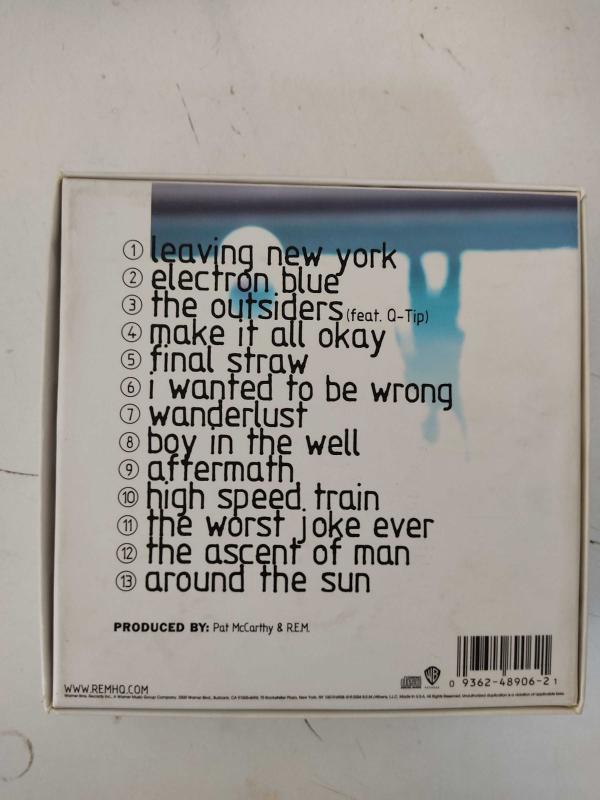 1 leaving new york
2 electron blue
3 the outsiders (feat. Q-Tip)
4 make it all okay
5 final straw
6 i wanted to be wrong
7 wanderlust
8 boy in the well
9 aftermath
10 high speed train
11 the worst joke ever
12 the ascent of man
13 around the sun
PRODUCED BY: Pat McCarthy & R.E.M.
0 9362-48906-2 1
WWW.REMHQ.COM